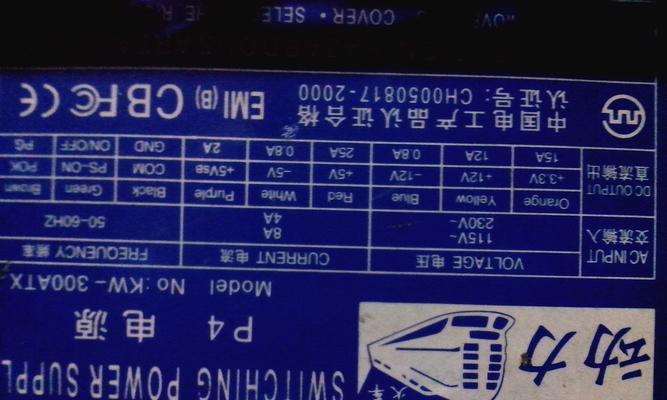 SWITCHING POWER SUPPL
火车
动力
P4 电源
Model No:KW-300ATX
AC INPUT 交流输入
VOLTAGE 电压 CURRENT 电流 FREQUENCY 频率
115V~ 8A 50-60HZ
230V~ 4A
DC OUTPUT 直流输出
Orange Yellow Blue Red White Purple Black Green Brown
+3.3V +12V -12V +5V -5V +5VSB COM PS-ON POK
15A 12A 0.8A 25A 0.8A 2A GND ON/OFF PG
中国电工产品认证合格
认证号: CH0050817-2000
EMI (B) CB FC CE
COVER · SELE